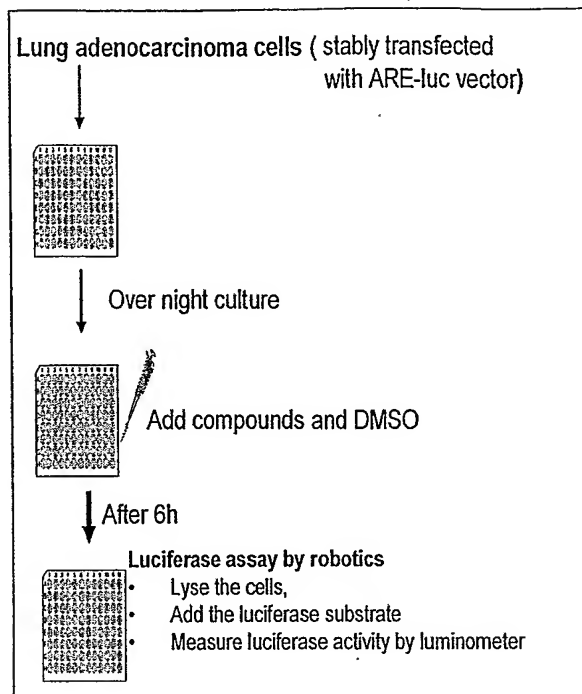 Lung adenocarcinoma cells ( stably transfected
with ARE-luc vector)
Over night culture
Add compounds and DMSO
After 6h
Luciferase assay by robotics
• Lyse the cells,
• Add the luciferase substrate
• Measure luciferase activity by luminometer